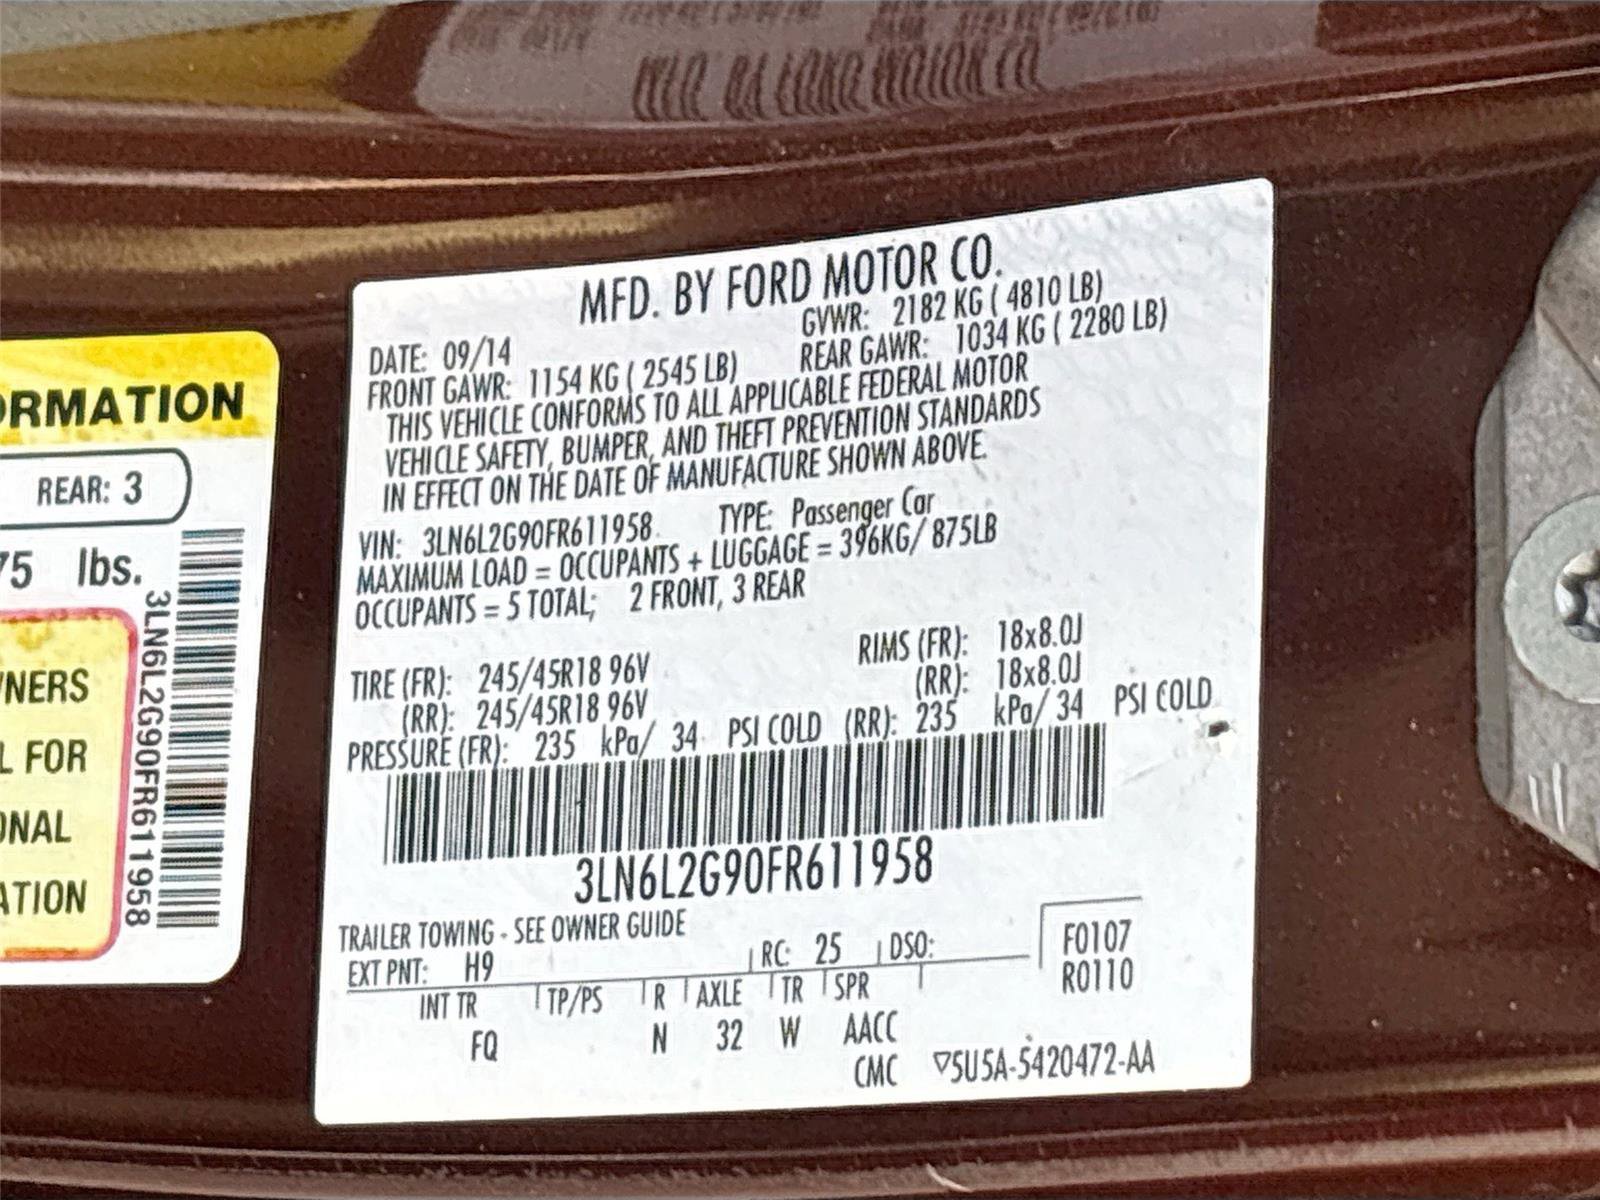 MFD. BY FORD MOTOR CO.
DATE: 09/14 GVWR: 2182 KG ( 4810 LB)
FRONT GAWR: 1154 KG ( 2545 LB) REAR GAWR: 1034 KG ( 2280 LB)
THIS VEHICLE CONFORMS TO ALL APPLICABLE FEDERAL MOTOR
VEHICLE SAFETY, BUMPER, AND THEFT PREVENTION STANDARDS
IN EFFECT ON THE DATE OF MANUFACTURE SHOWN ABOVE.
VIN: 3LN6L2G90FR611958 TYPE: Passenger Car
MAXIMUM LOAD = OCCUPANTS + LUGGAGE = 396KG/ 875LB
OCCUPANTS = 5 TOTAL; 2 FRONT, 3 REAR
TIRE (FR): 245/45R18 96V RIMS (FR): 18x8.0J
(RR): 245/45R18 96V (RR): 18x8.0J
PRESSURE (FR): 235 kPa/ 34 PSI COLD (RR): 235 kPa/ 34 PSI COLD
3LN6L2G90FR611958
TRAILER TOWING - SEE OWNER GUIDE
EXT PNT: H9 RC: 25 DSO:
F0107
R0110
INT TR TP/PS R AXLE TR SPR
FQ N 32 W AACC
CMC ▽5U5A-5420472-AA
ORMATION
REAR: 3
75 lbs.
WNERS
L FOR
ONAL
ATION
3LN6L2G90FR611958